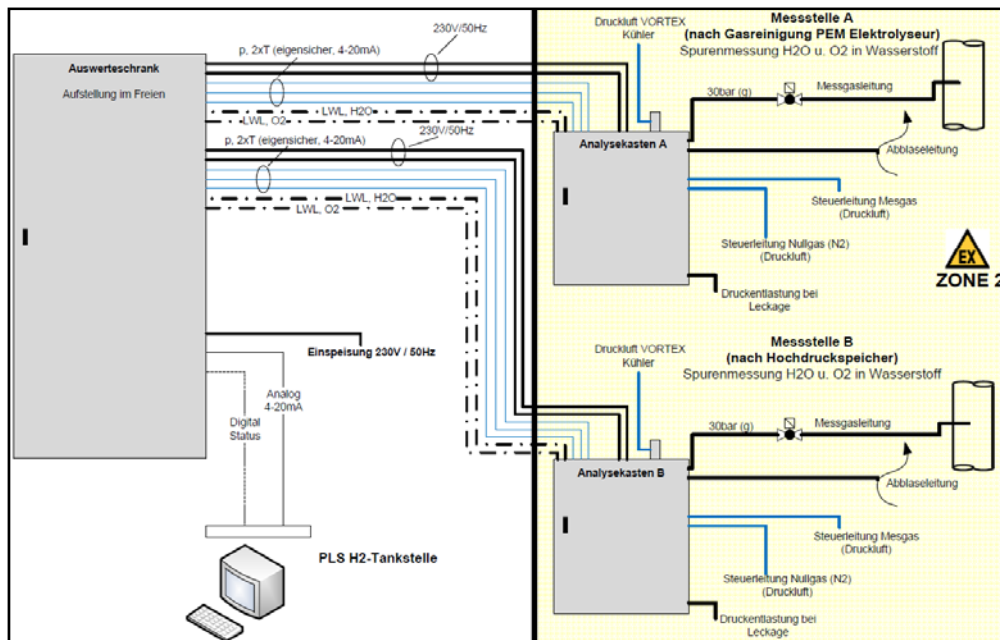 Auswerteschrank
Aufstellung im Freien
p, 2xT (eigensicher, 4-20mA)
230V/50Hz
LWL, H2O
LWL, O2
p, 2xT (eigensicher, 4-20mA)
230V/50Hz
LWL, H2O
LWL, O2
Einspeisung 230V / 50Hz
Analog
4-20mA
Digital
Status
PLS H2-Tankstelle
Druckluft VORTEX
Kühler
Messstelle A
(nach Gasreinigung PEM Elektrolyseur)
Spurenmessung H2O u. O2 in Wasserstoff
30bar (g)
Messgasleitung
Analysekasten A
Abblaseleitung
Steuerleitung Mesgas
(Druckluft)
Steuerleitung Nullgas (N2)
(Druckluft)
Druckentlastung bei
Leckage
EX
ZONE 2
Messstelle B
(nach Hochdruckspeicher)
Spurenmessung H2O u. O2 in Wasserstoff
Druckluft VORTEX
Kühler
30bar (g)
Messgasleitung
Analysekasten B
Abblaseleitung
Steuerleitung Mesgas
(Druckluft)
Steuerleitung Nullgas (N2)
(Druckluft)
Druckentlastung bei
Leckage